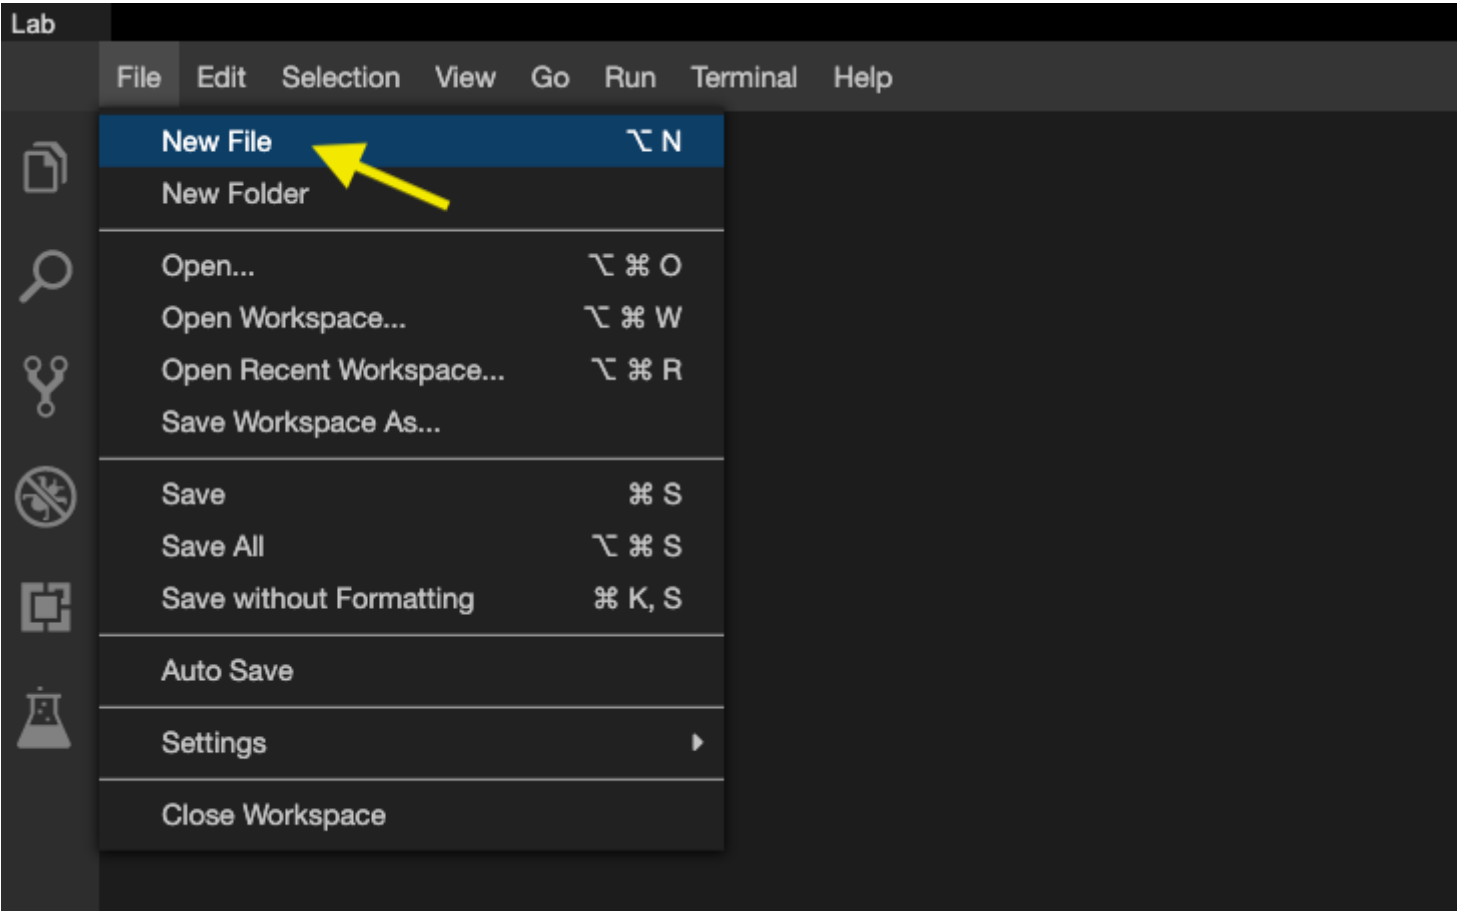 Lab
File Edit Selection View Go Run Terminal Help
New File ⌥ N
New Folder
Open... ⌥ ⌘ O
Open Workspace... ⌥ ⌘ W
Open Recent Workspace... ⌥ ⌘ R
Save Workspace As...
Save ⌘ S
Save All ⌥ ⌘ S
Save without Formatting ⌘ K, S
Auto Save
Settings
Close Workspace